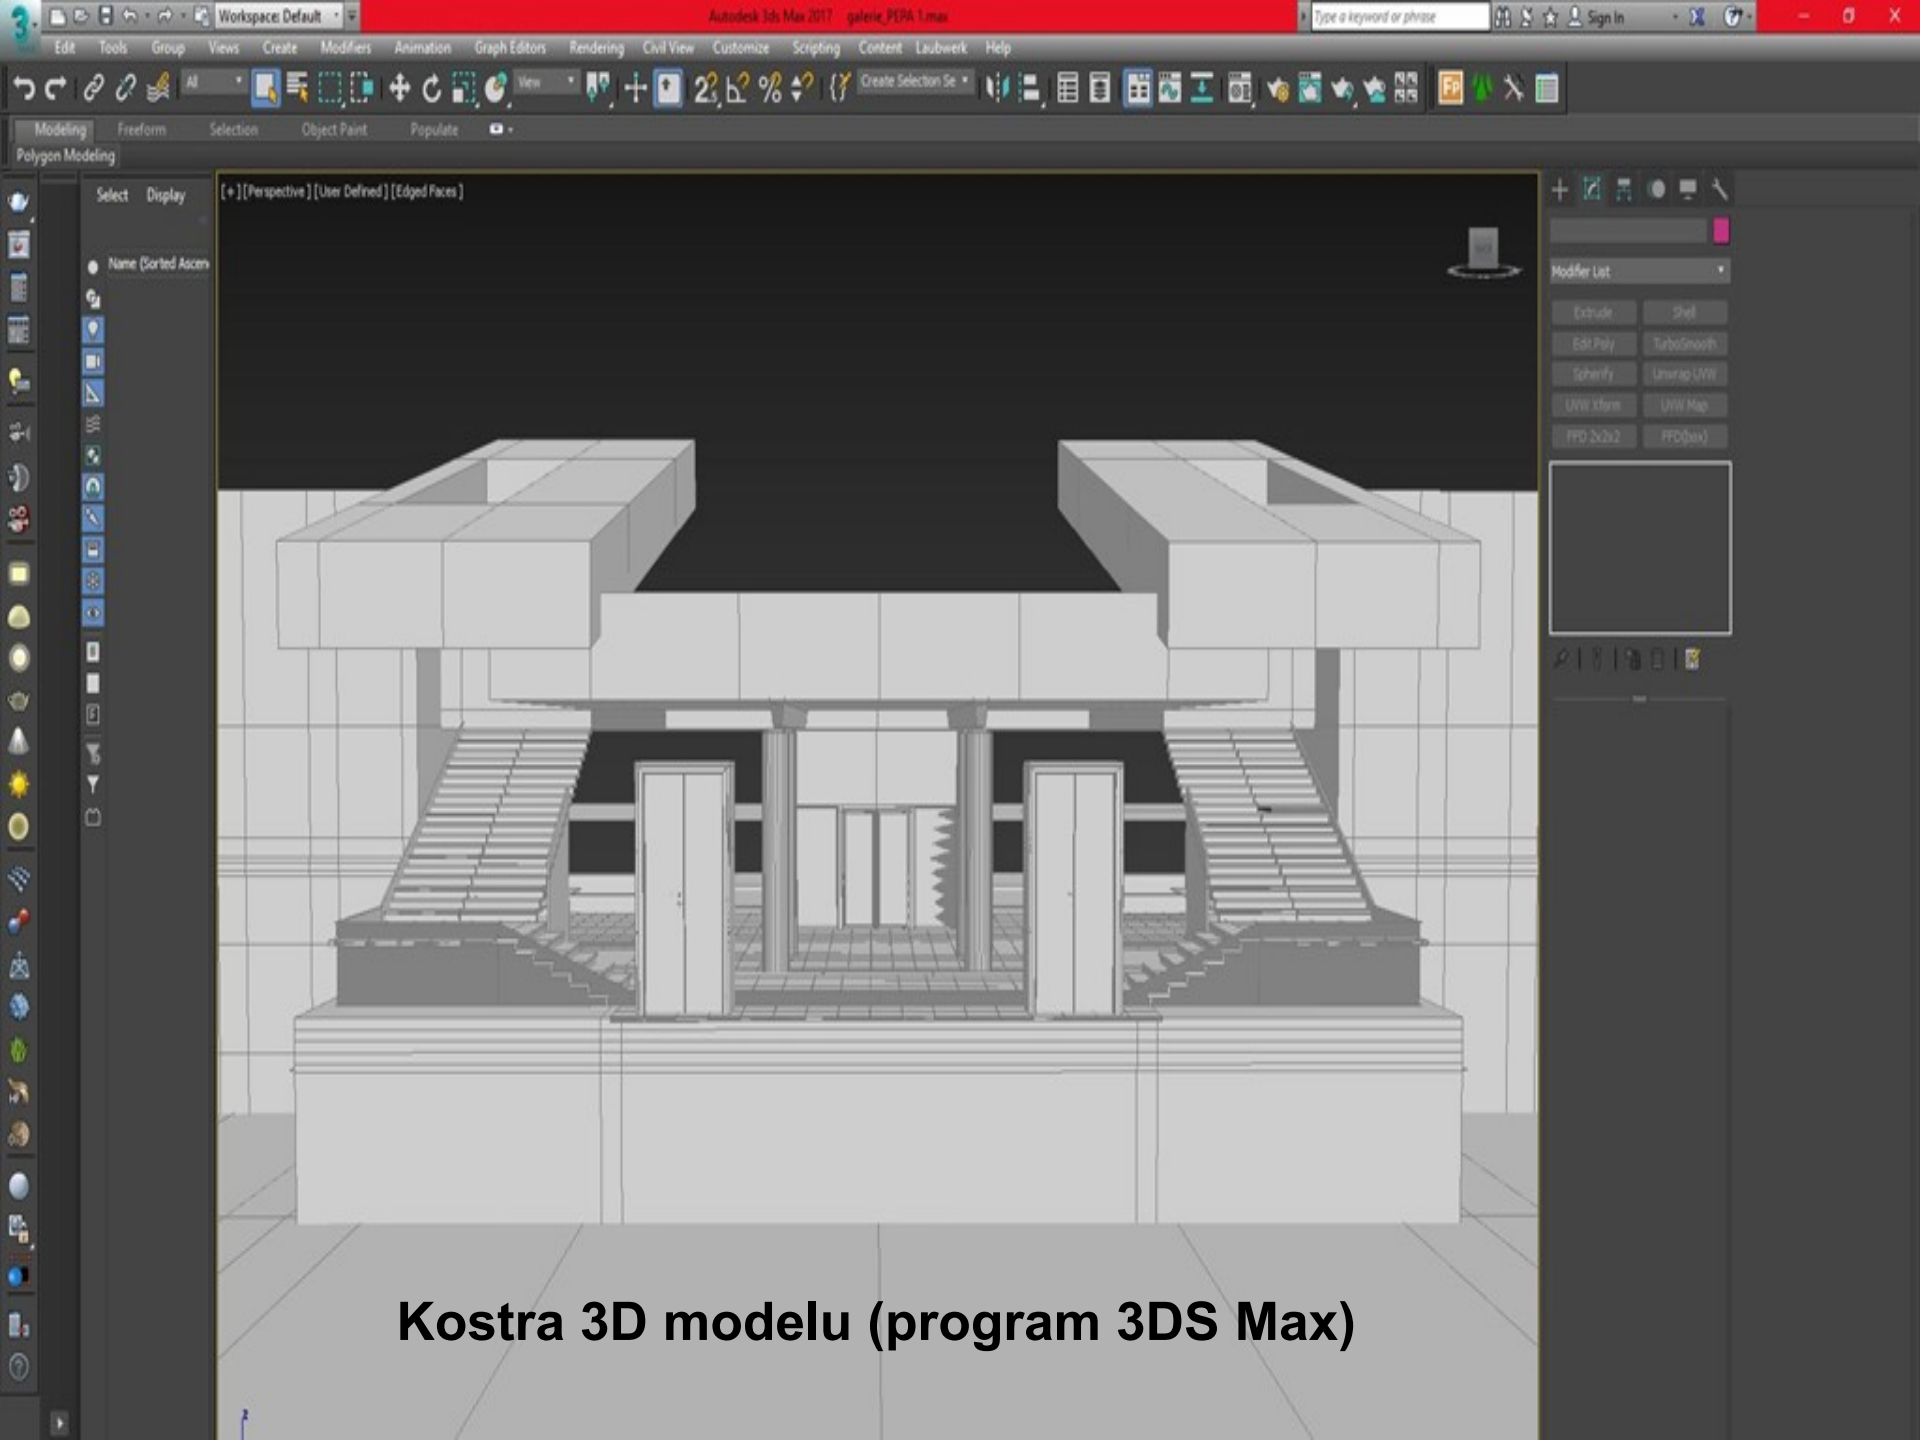 Workspace: Default
Autodesk 3ds Max 2017 galerie_PEPA 1.max
Type a keyword or phrase
Sign In
Edit Tools Group Views Create Modifiers Animation Graph Editors Rendering Civil View Customize Scripting Content Laubwerk Help
All
View
Create Selection Se
Modeling Freeform Selection Object Paint Populate
Polygon Modeling
Select Display
[+] [Perspective ] [User Defined ] [Edged Faces ]
Name (Sorted Ascen
Modifier List
Extrude Shell
Edit Poly TurboSmooth
Spherify Unwrap UVW
UVW Xform UVW Map
FFD 2x2x2 FFD(box)
Kostra 3D modelu (program 3DS Max)
z